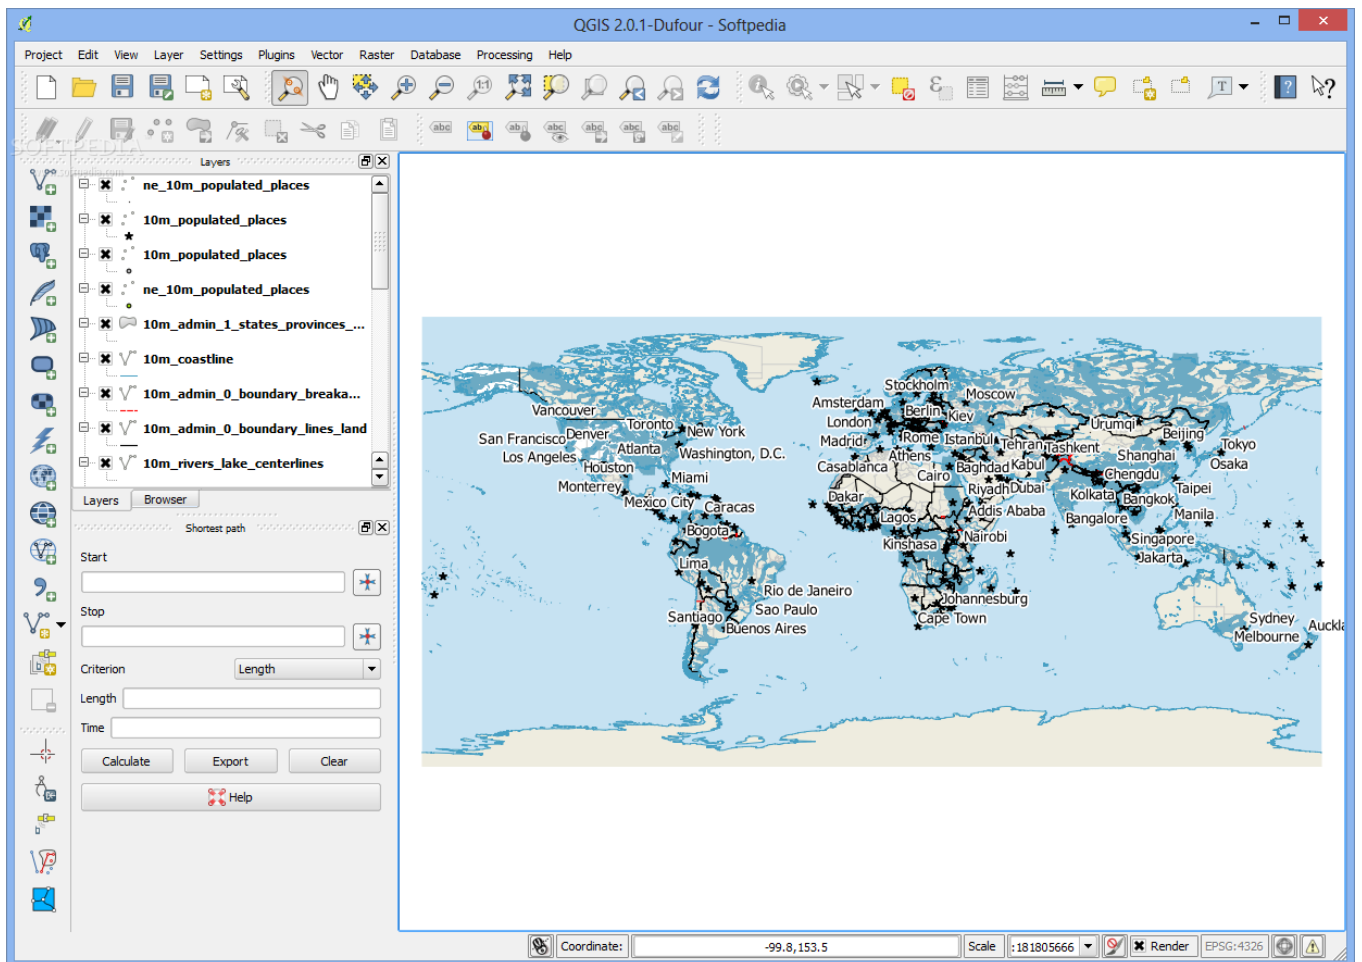 QGIS 2.0.1-Dufour - Softpedia
Project Edit View Layer Settings Plugins Vector Raster Database Processing Help
SOFTPEDIA
www.softpedia.com
Layers
ne_10m_populated_places
10m_populated_places
10m_populated_places
ne_10m_populated_places
10m_admin_1_states_provinces_...
10m_coastline
10m_admin_0_boundary_breaka...
10m_admin_0_boundary_lines_land
10m_rivers_lake_centerlines
Layers Browser
Shortest path
Start
Stop
Criterion Length
Length
Time
Calculate Export Clear
Help
Stockholm
Moscow
Amsterdam
Vancouver
Berlin
Kiev
London
Toronto
New York
Urumqi
Beijing
San Francisco
Denver
Madrid
Rome
Istanbul
Tehran
Tashkent
Tokyo
Los Angeles
Atlanta
Washington, D.C.
Athens
Shanghai
Osaka
Houston
Casablanca
Cairo
Baghdad
Kabul
Chengdu
Miami
Monterrey
Riyadh
Dubai
Kolkata
Taipei
Mexico City
Caracas
Dakar
Bangkok
Lagos
Addis Ababa
Bangalore
Manila
Bogota
Nairobi
Kinshasa
Singapore
Jakarta
Lima
Rio de Janeiro
Johannesburg
Sao Paulo
Santiago
Cape Town
Buenos Aires
Sydney
Auckla
Melbourne
Coordinate: -99.8,153.5 Scale :181805666 Render EPSG:4326